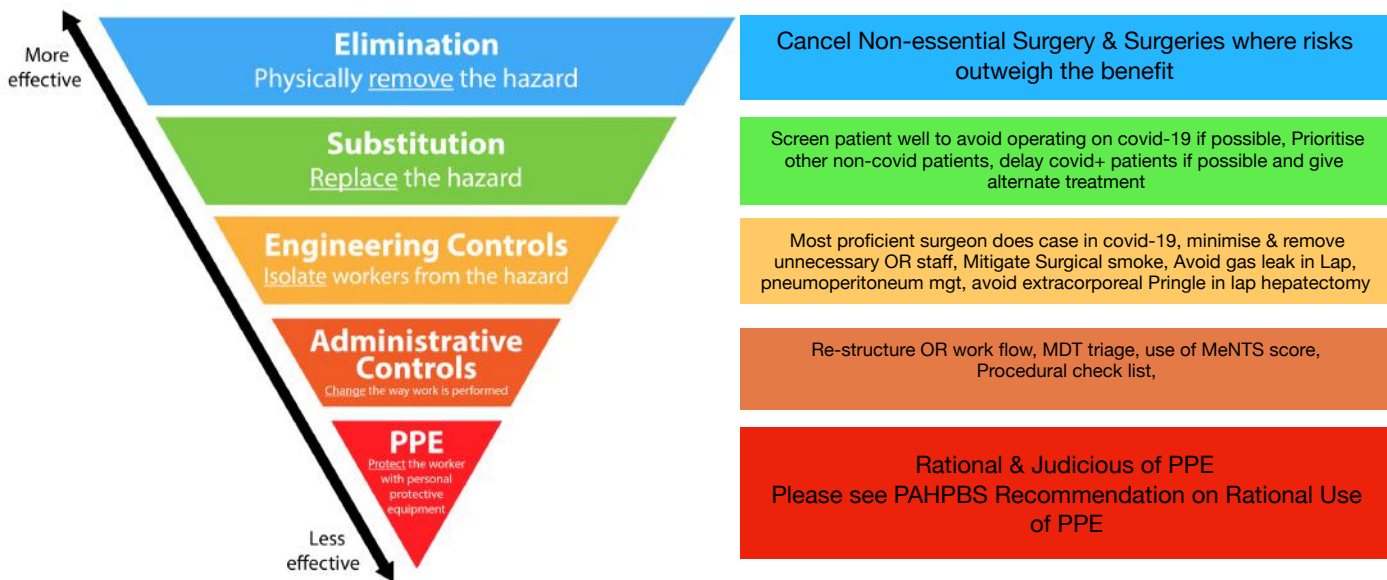 More
effective
Elimination
Physically remove the hazard
Cancel Non-essential Surgery & Surgeries where risks
outweigh the benefit
Substitution
Replace the hazard
Screen patient well to avoid operating on covid-19 if possible, Prioritise
other non-covid patients, delay covid+ patients if possible and give
alternate treatment
Engineering Controls
Isolate workers from the hazard
Most proficient surgeon does case in covid-19, minimise & remove
unnecessary OR staff, Mitigate Surgical smoke, Avoid gas leak in Lap,
pneumoperitoneum mgt, avoid extracorporeal Pringle in lap hepatectomy
Administrative
Controls
Change the way work is performed
Re-structure OR work flow, MDT triage, use of MeNTS score,
Procedural check list,
PPE
Protect the worker
with personal
protective
equipment
Rational & Judicious of PPE
Please see PAHPBS Recommendation on Rational Use
of PPE
Less
effective